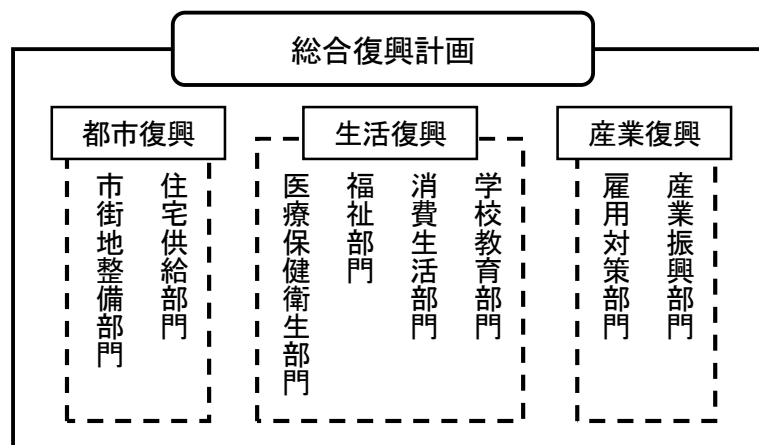 総合復興計画
都市復興
市街地整備部門
住宅供給部門
生活復興
医療保健衛生部門
福祉部門
消費生活部門
学校教育部門
産業復興
雇用対策部門
産業振興部門